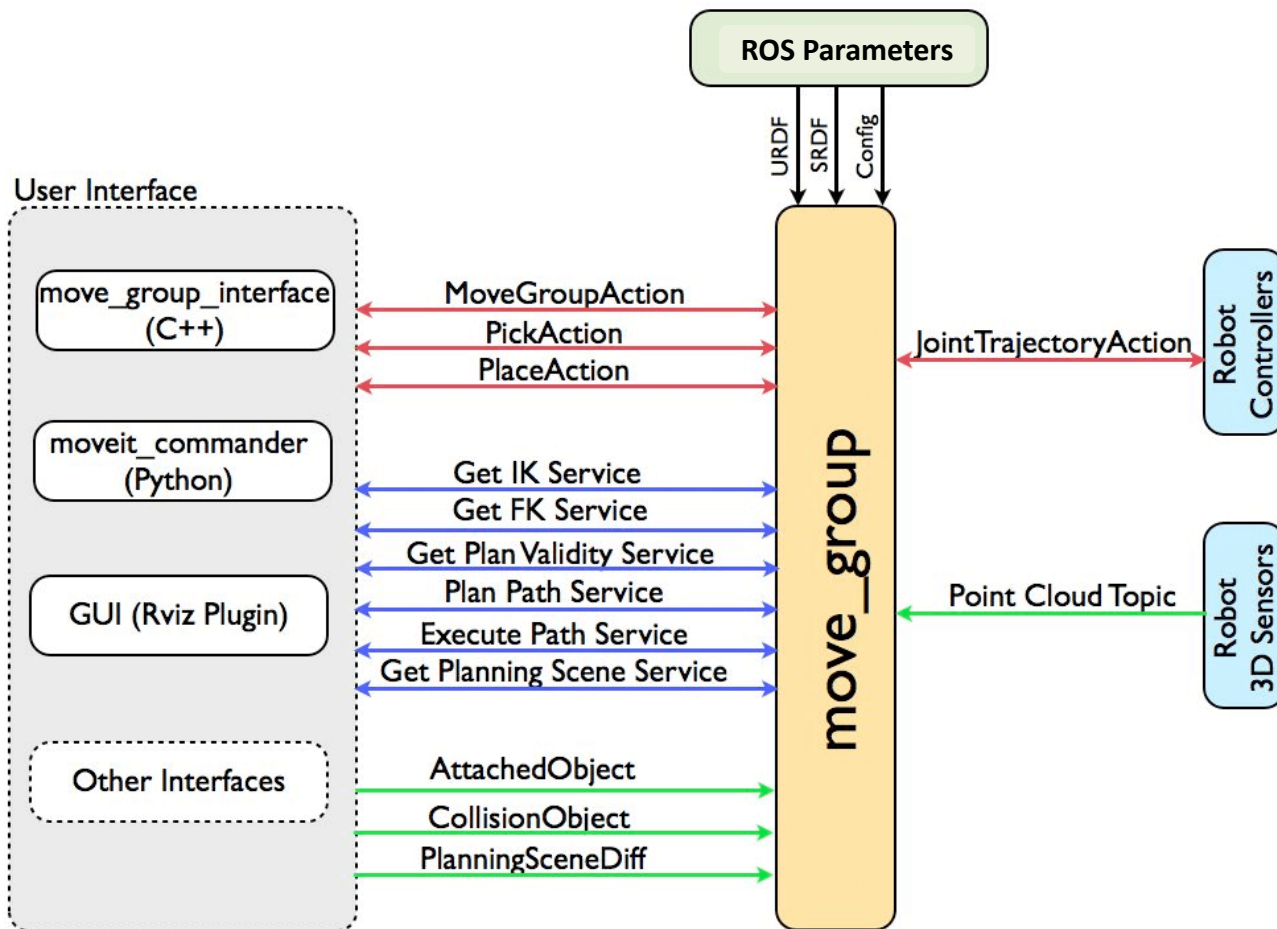 ROS Parameters
URDF
SRDF
Config
User Interface
move_group_interface
(C++)
moveit_commander
(Python)
GUI (Rviz Plugin)
Other Interfaces
MoveGroupAction
PickAction
PlaceAction
Get IK Service
Get FK Service
Get Plan Validity Service
Plan Path Service
Execute Path Service
Get Planning Scene Service
AttachedObject
CollisionObject
PlanningSceneDiff
move_group
JointTrajectoryAction
Robot
Controllers
Point Cloud Topic
Robot
3D Sensors